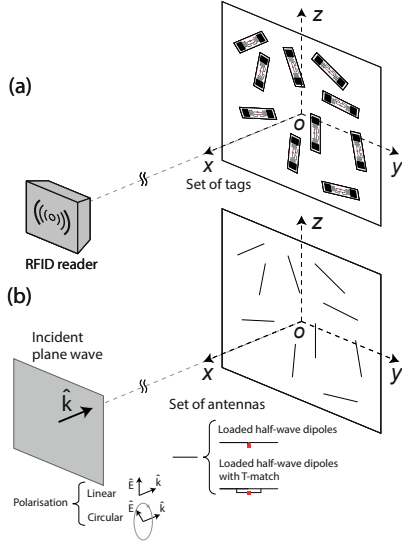 z
(a)
o
x
y
Set of tags
RFID reader
z
(b)
Incident
plane wave
o
x
y
k̂
Set of antennas
Loaded half-wave dipoles
Loaded half-wave dipoles
with T-match
Polarisation
Linear
Ê
k̂
Circular
Ê
k̂